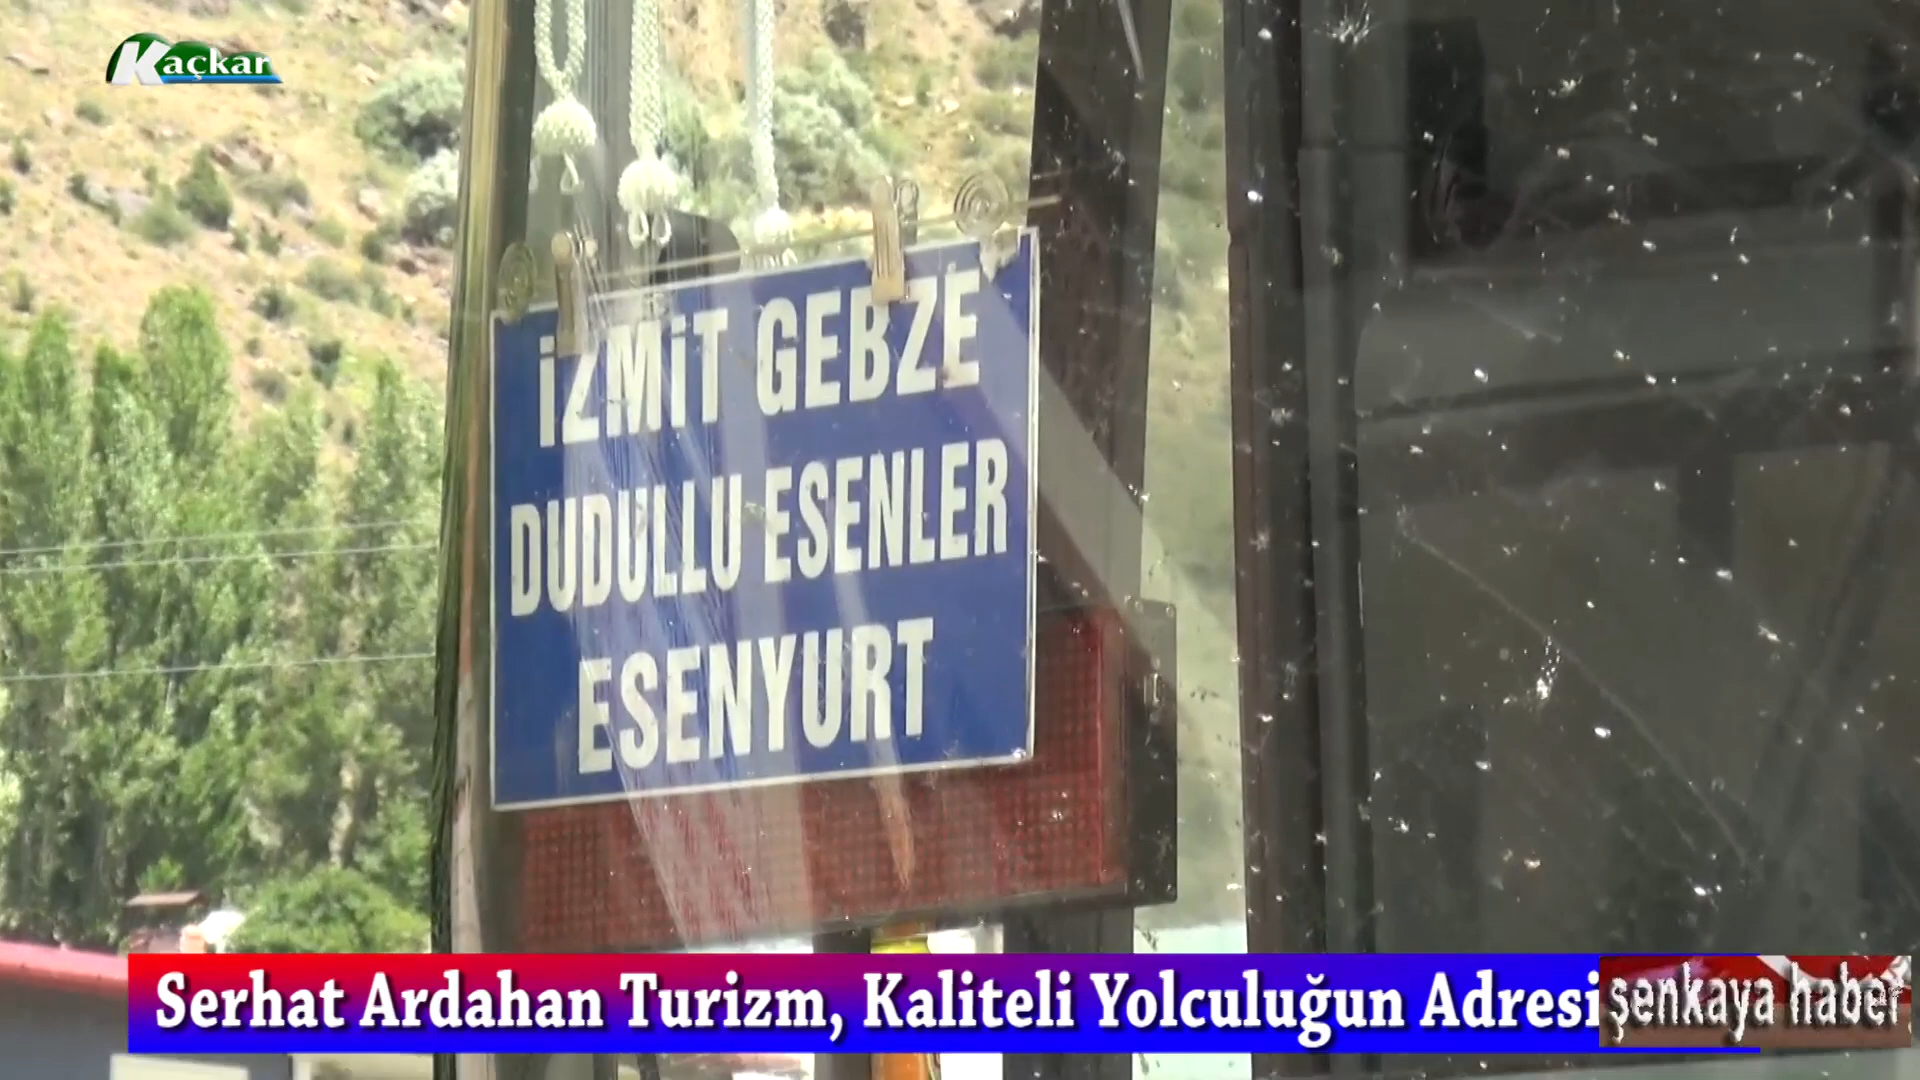 Kaçkar
İZMİT GEBZE
DUDULLU ESENLER
ESENYURT
Serhat Ardahan Turizm, Kaliteli Yolculuğun Adresi
şenkaya haber